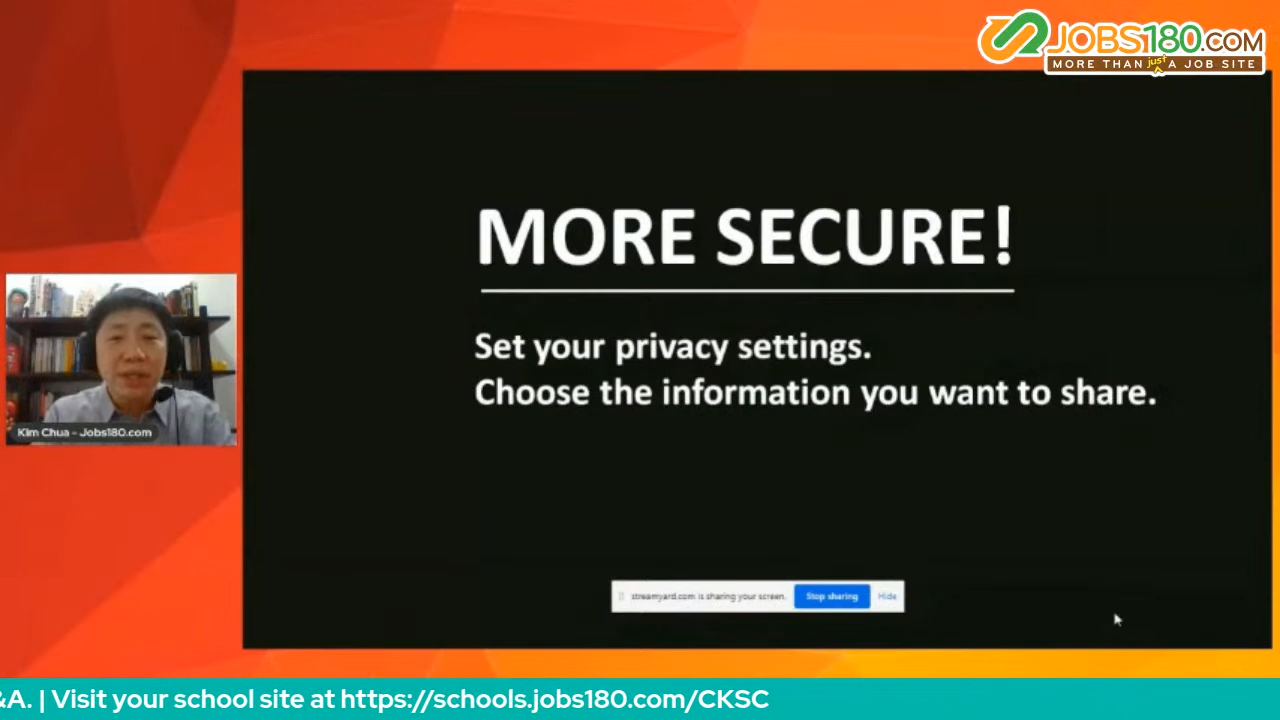 JOBS180.COM
MORE THAN just A JOB SITE
MORE SECURE!
Set your privacy settings.
Choose the information you want to share.
Kim Chua - Jobs180.com
streamyard.com is sharing your screen. Stop sharing Hide
&A. | Visit your school site at https://schools.jobs180.com/CKSC